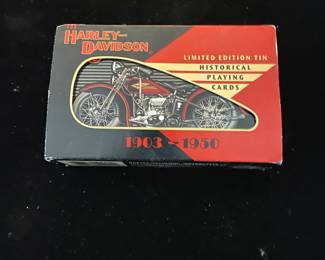 HARLEY-
DAVIDSON
LIMITED EDITION TIN
HISTORICAL
PLAYING
CARDS
1903 - 1950